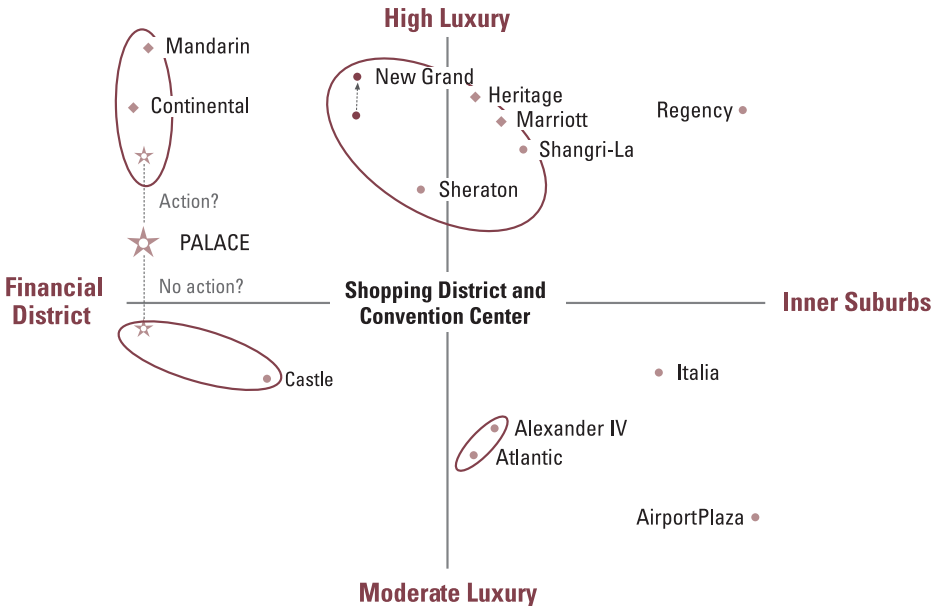 High Luxury
Mandarin
New Grand
Continental
Heritage
Regency
Marriott
Shangri-La
Sheraton
Action?
PALACE
No action?
Financial
District
Shopping District and
Convention Center
Inner Suburbs
Castle
Italia
Alexander IV
Atlantic
AirportPlaza
Moderate Luxury